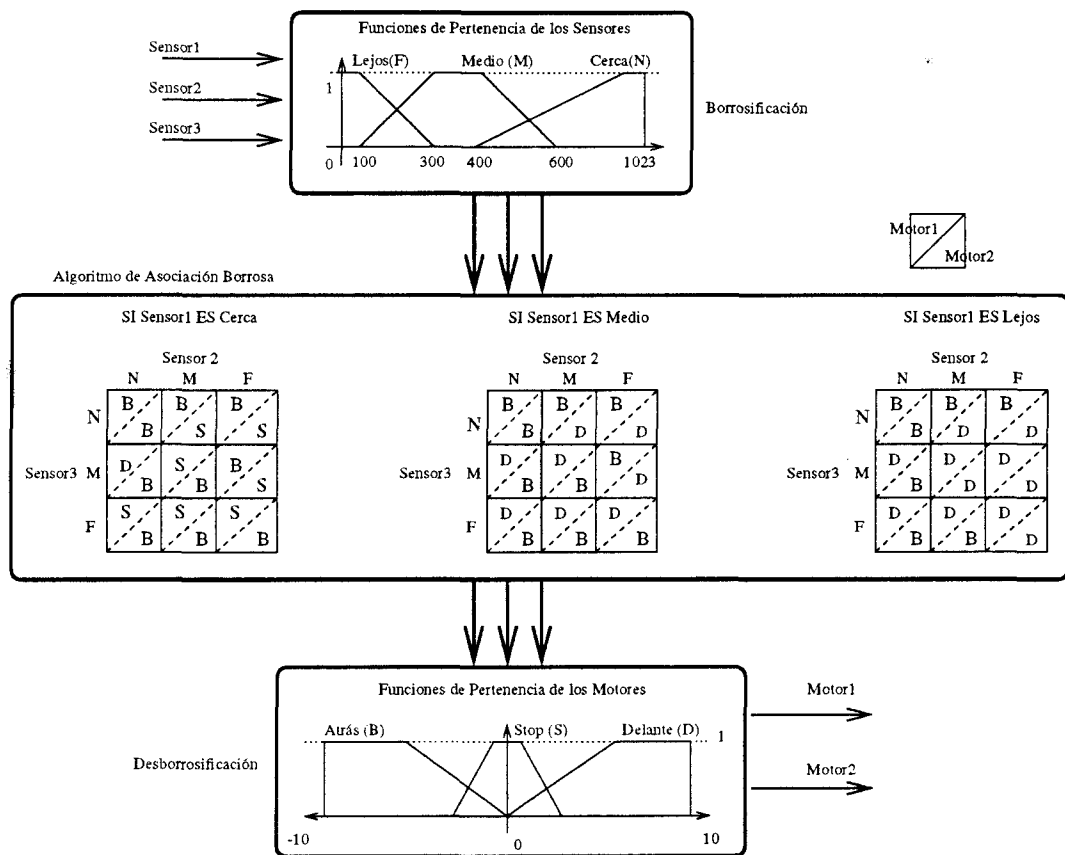 Funciones de Pertenencia de los Sensores
Sensor1
Sensor2
Sensor3
Lejos(F) Medio (M) Cerca(N)
1
0 100 300 400 600 1023
Borrosificación
Motor1
Motor2
Algoritmo de Asociación Borrosa
SI Sensor1 ES Cerca
Sensor 2
N M F
N B B B
B S S
Sensor3 M D S B
B B S
F S S S
B B B
SI Sensor1 ES Medio
Sensor 2
N M F
N B B B
B D D
Sensor3 M D D B
B B D
F D D D
B B B
SI Sensor1 ES Lejos
Sensor 2
N M F
N B B B
B D D
Sensor3 M D D D
B D D
F D D D
B B D
Funciones de Pertenencia de los Motores
Atrás (B) Stop (S) Delante (D) 1
-10 0 10
Desborrosificación
Motor1
Motor2